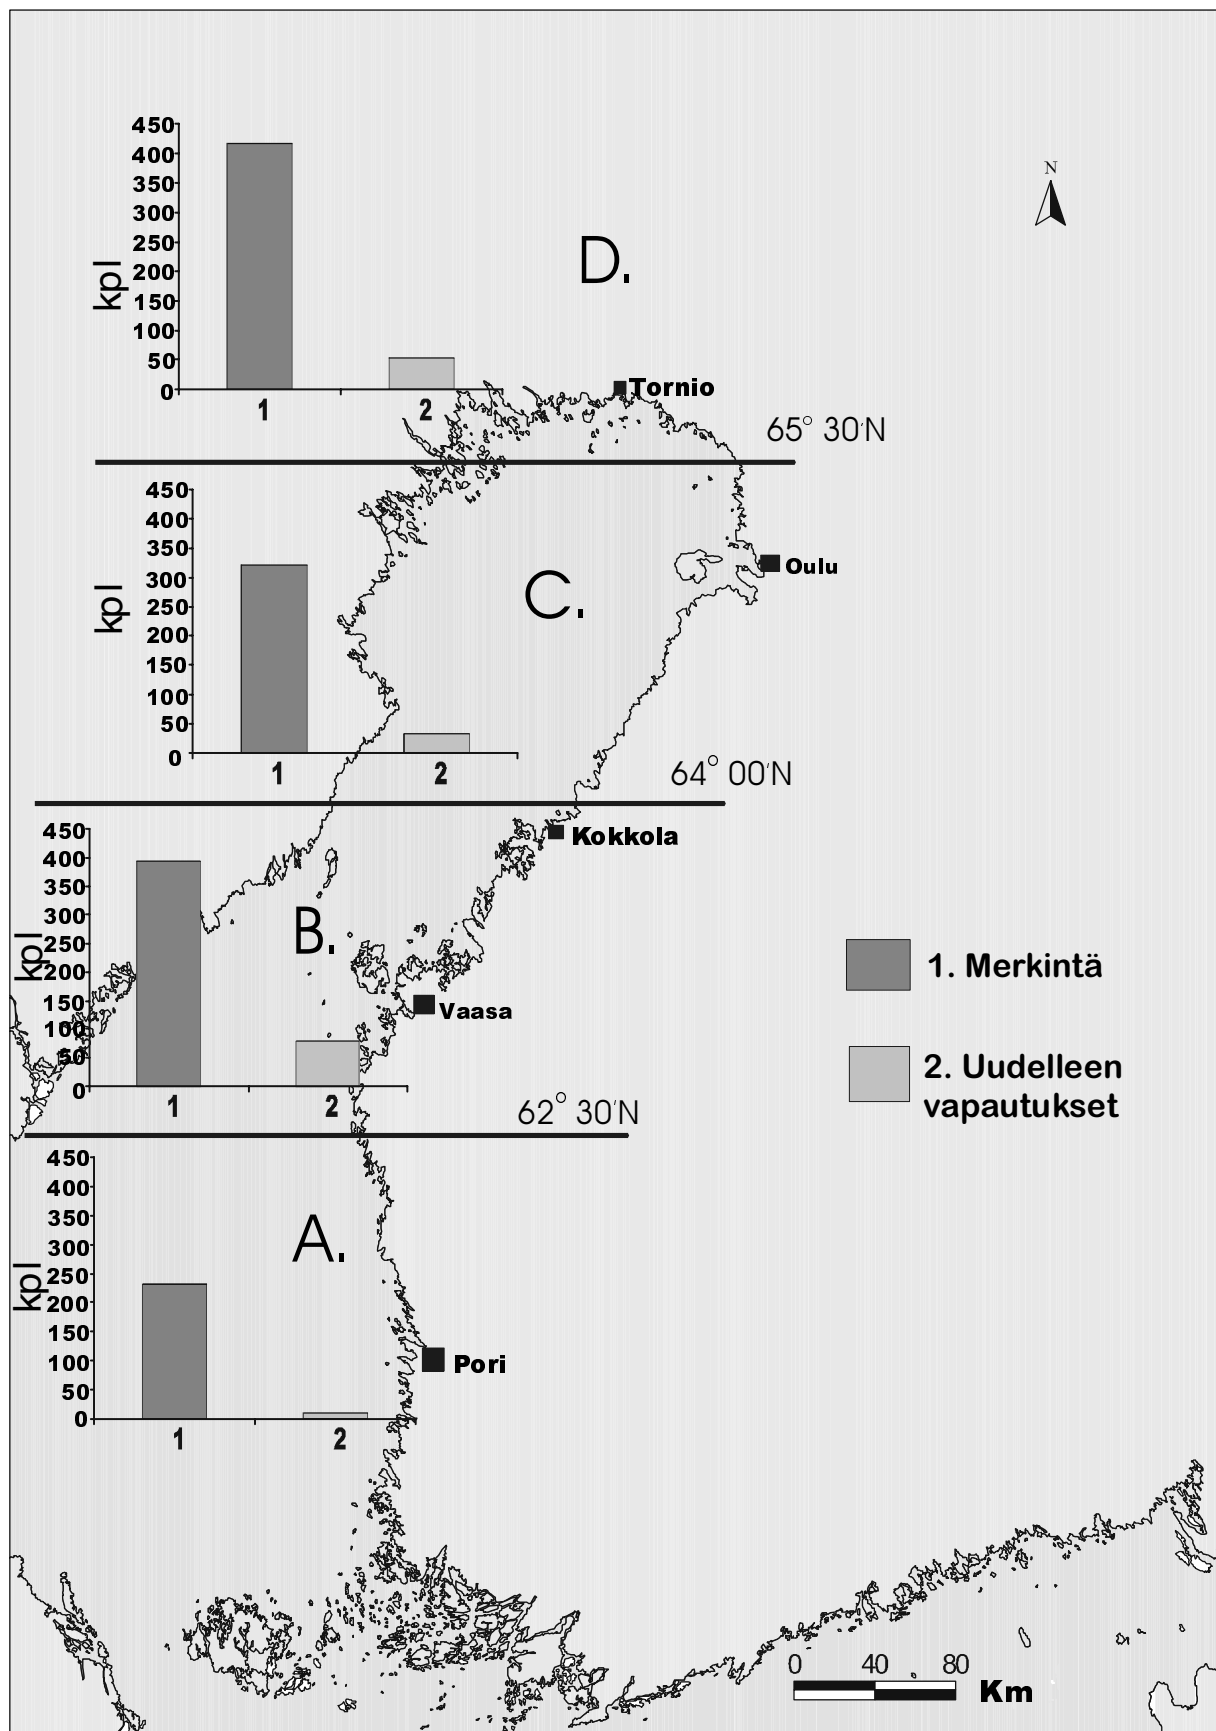 N
450
400
350
300
250
200
150
100
50
0
kpl
1
2
D.
Tornio
65° 30'N
450
400
350
300
250
200
150
100
50
0
kpl
1
2
C.
Oulu
64° 00'N
Kokkola
450
400
350
300
250
200
150
100
50
0
kpl
1
2
B.
Vaasa
1. Merkintä
2. Uudelleen
vapautukset
62° 30'N
450
400
350
300
250
200
150
100
50
0
kpl
1
2
A.
Pori
0 40 80
Km